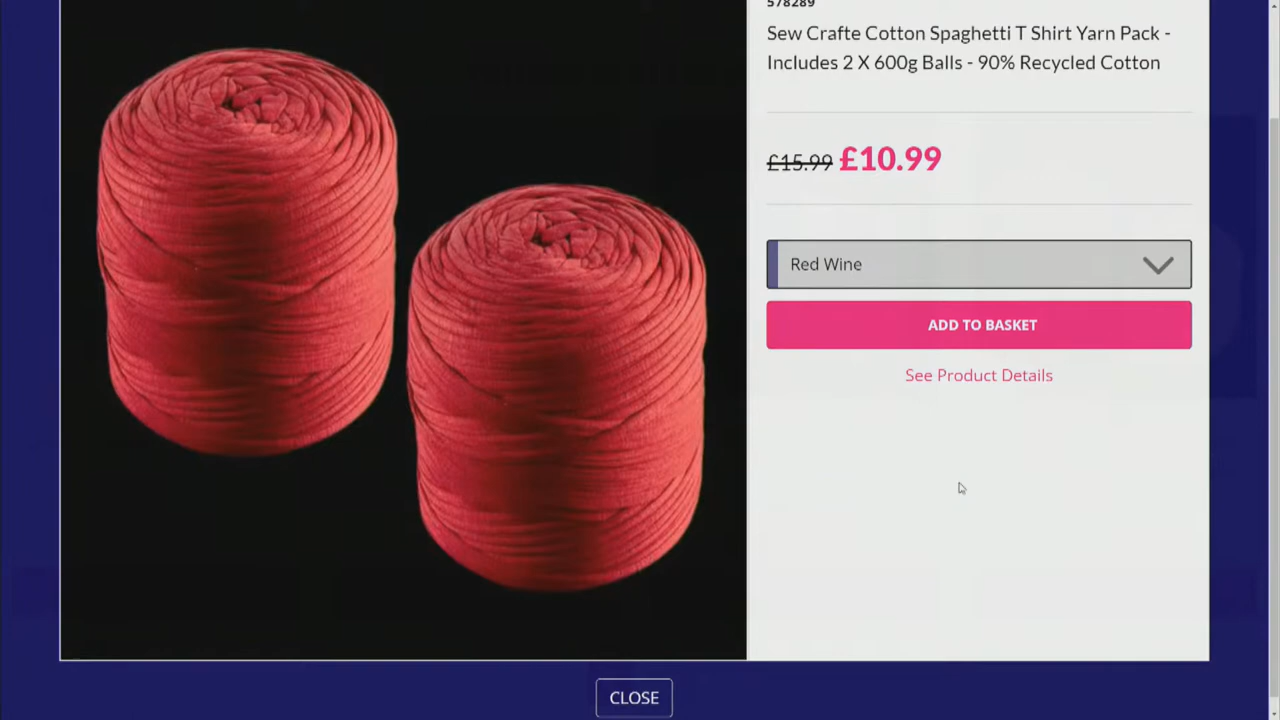 578289
Sew Crafte Cotton Spaghetti T Shirt Yarn Pack -
Includes 2 X 600g Balls - 90% Recycled Cotton
£15.99 £10.99
Red Wine
ADD TO BASKET
See Product Details
CLOSE